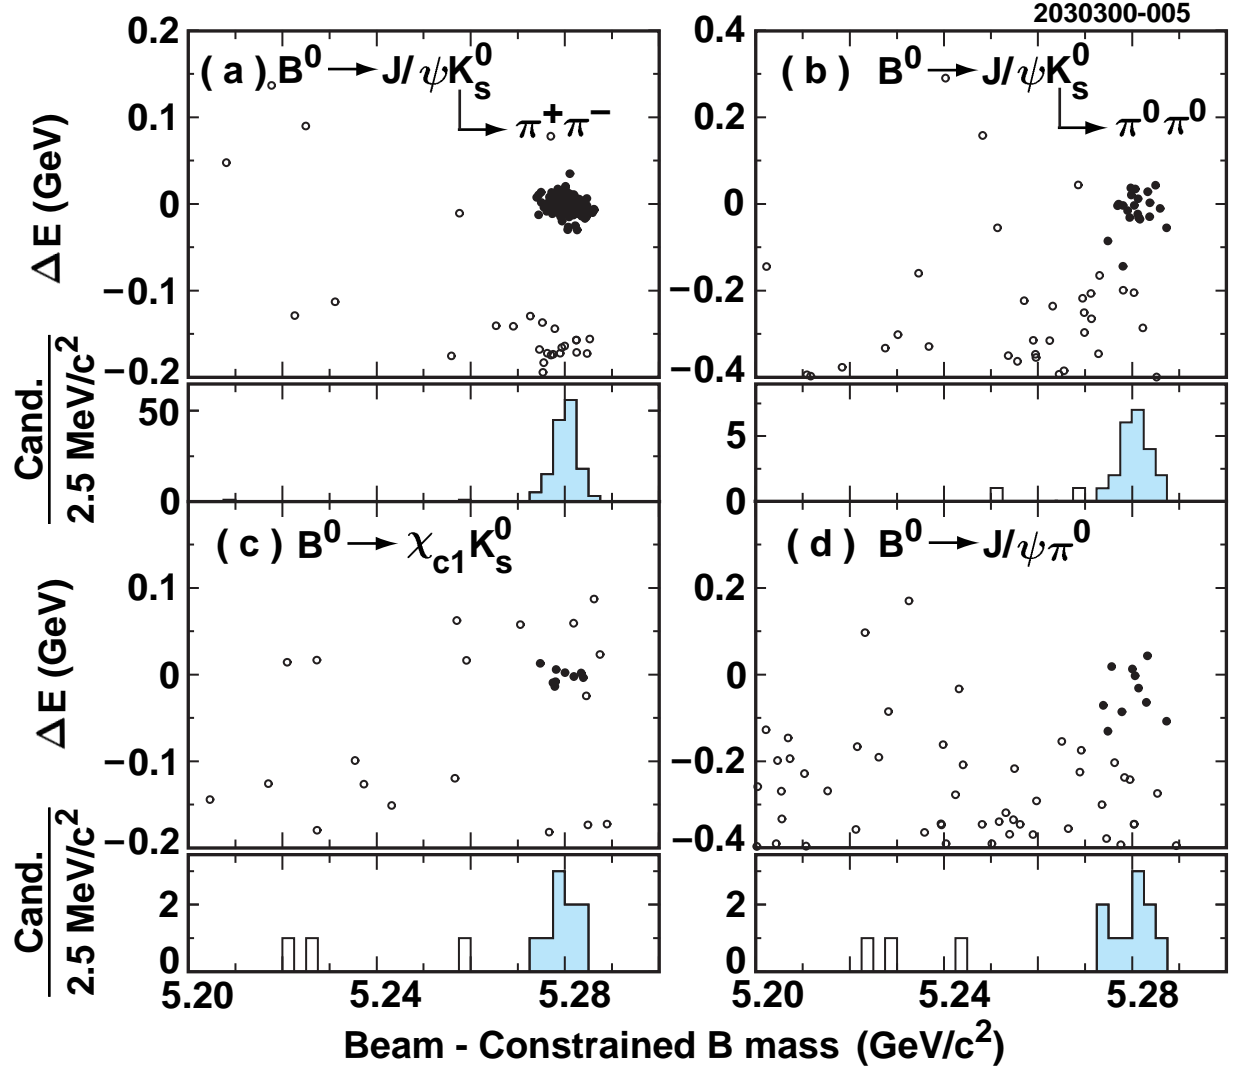 2030300-005
( a ) B⁰ → J/ψK⁰s
π⁺π⁻
( b ) B⁰ → J/ψK⁰s
π⁰π⁰
0.2
0.1
0
−0.1
−0.2
ΔE (GeV)
0.4
0.2
0
−0.2
−0.4
50
0
Cand.
2.5 MeV/c²
5
0
( c ) B⁰ → χc1K⁰s
( d ) B⁰ → J/ψπ⁰
0.1
0
−0.1
−0.2
ΔE (GeV)
0.2
0
−0.2
−0.4
2
0
Cand.
2.5 MeV/c²
2
0
5.20 5.24 5.28
5.20 5.24 5.28
Beam - Constrained B mass (GeV/c²)